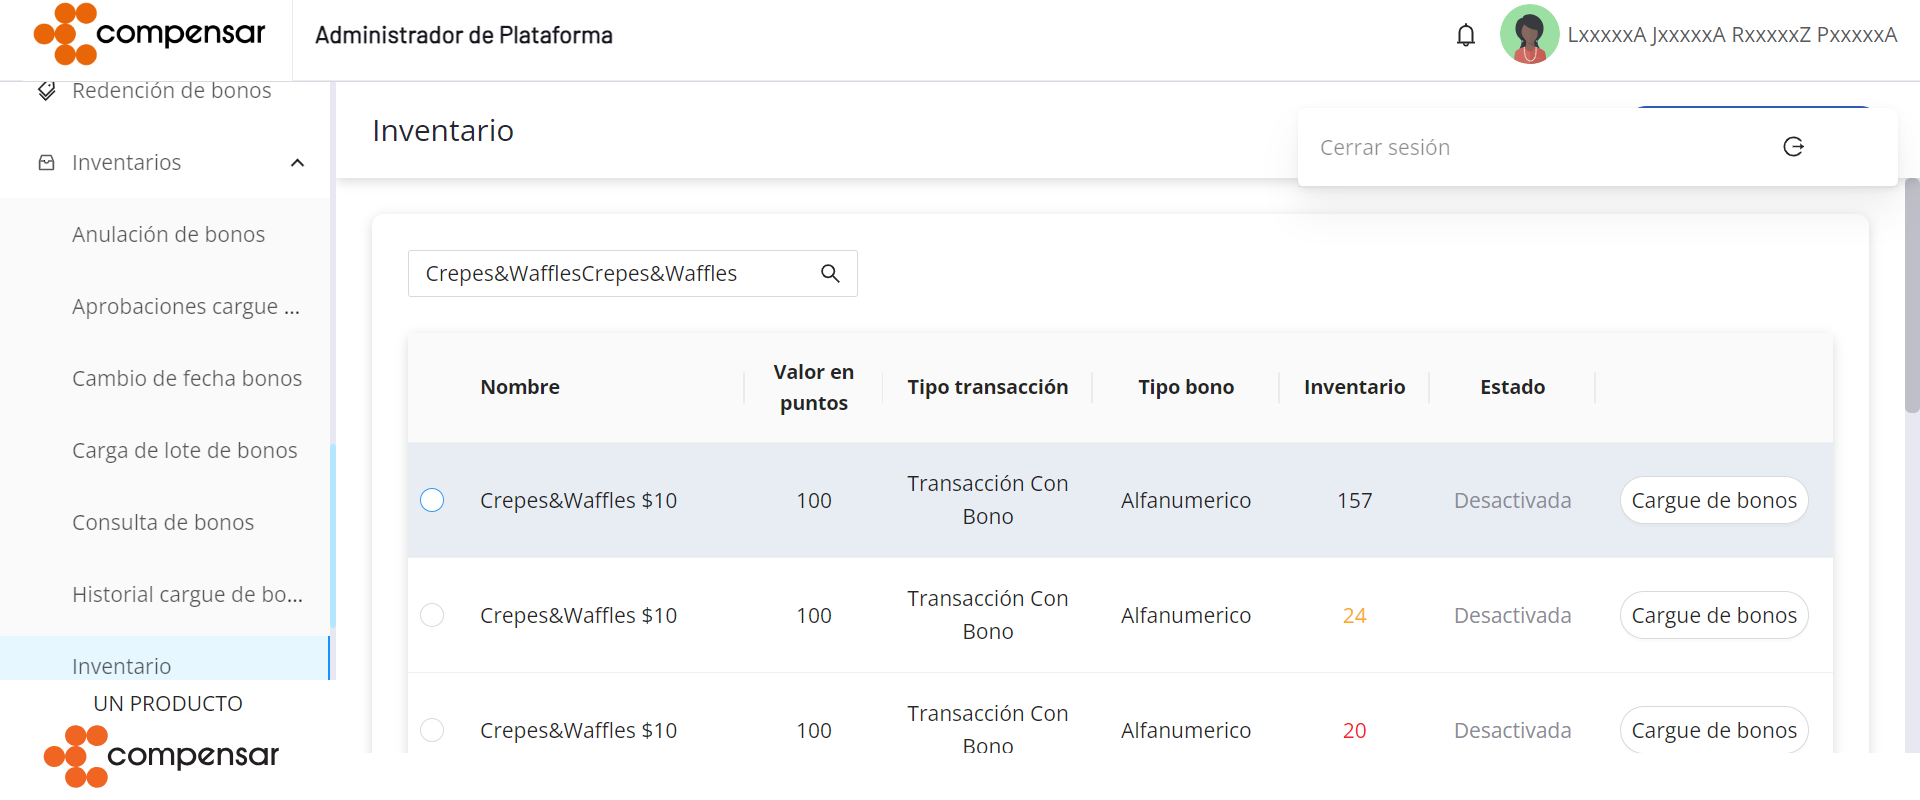 compensar
Administrador de Plataforma
LxxxxxA JxxxxxA RxxxxxZ PxxxxxA
Redención de bonos
Inventarios
Anulación de bonos
Aprobaciones cargue ...
Cambio de fecha bonos
Carga de lote de bonos
Consulta de bonos
Historial cargue de bo...
Inventario
UN PRODUCTO
compensar
Inventario
Cerrar sesión
Crepes&WafflesCrepes&Waffles
Nombre
Valor en
puntos
Tipo transacción
Tipo bono
Inventario
Estado
Crepes&Waffles $10
100
Transacción Con
Bono
Alfanumerico
157
Desactivada
Cargue de bonos
Crepes&Waffles $10
100
Transacción Con
Bono
Alfanumerico
24
Desactivada
Cargue de bonos
Crepes&Waffles $10
100
Transacción Con
Bono
Alfanumerico
20
Desactivada
Cargue de bonos